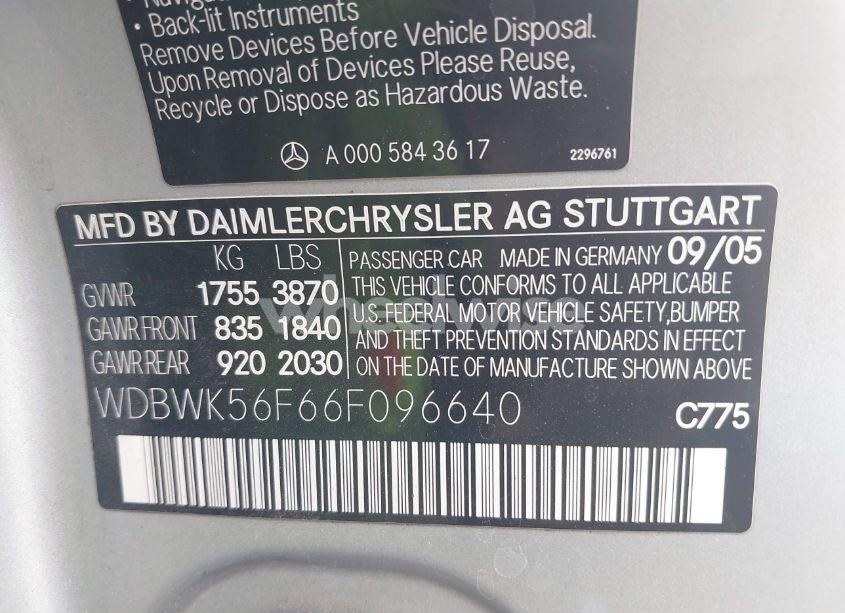 • Back-lit Instruments
Remove Devices Before Vehicle Disposal.
Upon Removal of Devices Please Reuse,
Recycle or Dispose as Hazardous Waste.
A 000 584 36 17
2296761
MFD BY DAIMLERCHRYSLER AG STUTTGART
KG LBS
PASSENGER CAR MADE IN GERMANY 09/05
GVWR 1755 3870
THIS VEHICLE CONFORMS TO ALL APPLICABLE
GAWR FRONT 835 1840
U.S. FEDERAL MOTOR VEHICLE SAFETY,BUMPER
AND THEFT PREVENTION STANDARDS IN EFFECT
GAWR REAR 920 2030
ON THE DATE OF MANUFACTURE SHOWN ABOVE
WDBWK56F66F096640
C775
wheelwise